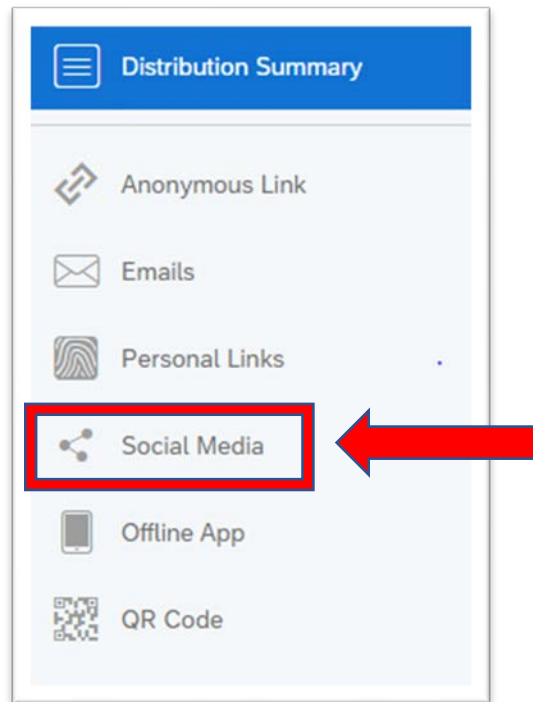 Distribution Summary
Anonymous Link
Emails
Personal Links
Social Media
Offline App
QR Code